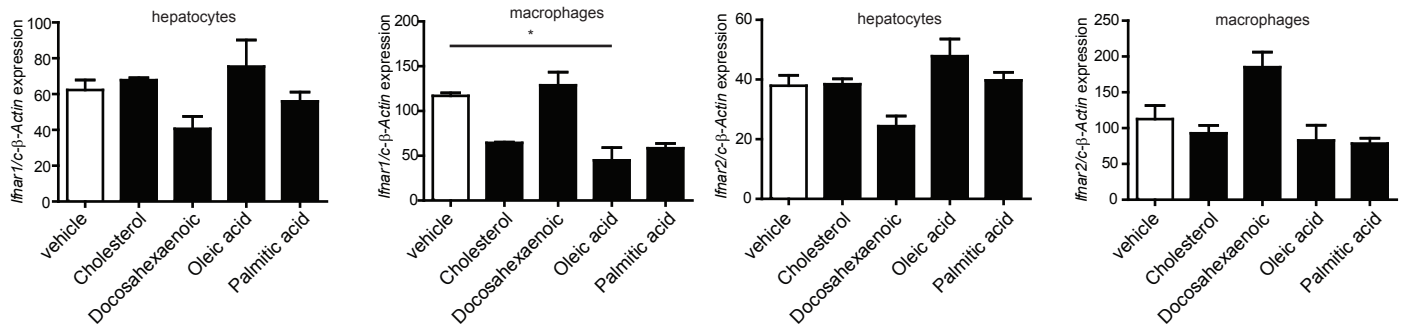 hepatocytes
Ifnar1/c-β-Actin expression
80
60
40
20
0
100
vehicle
Cholesterol
Docosahexaenoic
Oleic acid
Palmitic acid
macrophages
*
Ifnar1/c-β-Actin expression
200
150
100
50
0
vehicle
Cholesterol
Docosahexaenoic
Oleic acid
Palmitic acid
hepatocytes
Ifnar2/c-β-Actin expression
60
40
20
0
vehicle
Cholesterol
Docosahexaenoic
Oleic acid
Palmitic acid
macrophages
Ifnar2/c-β-Actin expression
250
200
150
100
50
0
vehicle
Cholesterol
Docosahexaenoic
Oleic acid
Palmitic acid